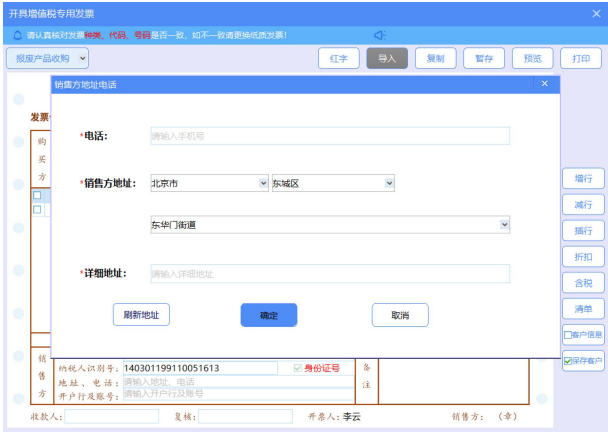 开具增值税专用发票
请认真核对发票种类、代码、号码是否一致，如不一致请更换纸质发票！
报废产品收购 红字 导入 复制 暂存 预览 打印
销售方地址电话
发票
*电话： 请输入手机号
购买方
*销售方地址： 北京市 东城区
东华门街道
*详细地址： 请输入详细地址
刷新地址 确定 取消
增行
减行
插行
折扣
含税
清单
客户信息
保存客户
销售方
纳税人识别号：140301199110051613 身份证号
地址、电话：请输入地址、电话
开户行及账号：请输入开户行及账号
备注
收款人： 复核： 开票人：李云 销售方：（章）